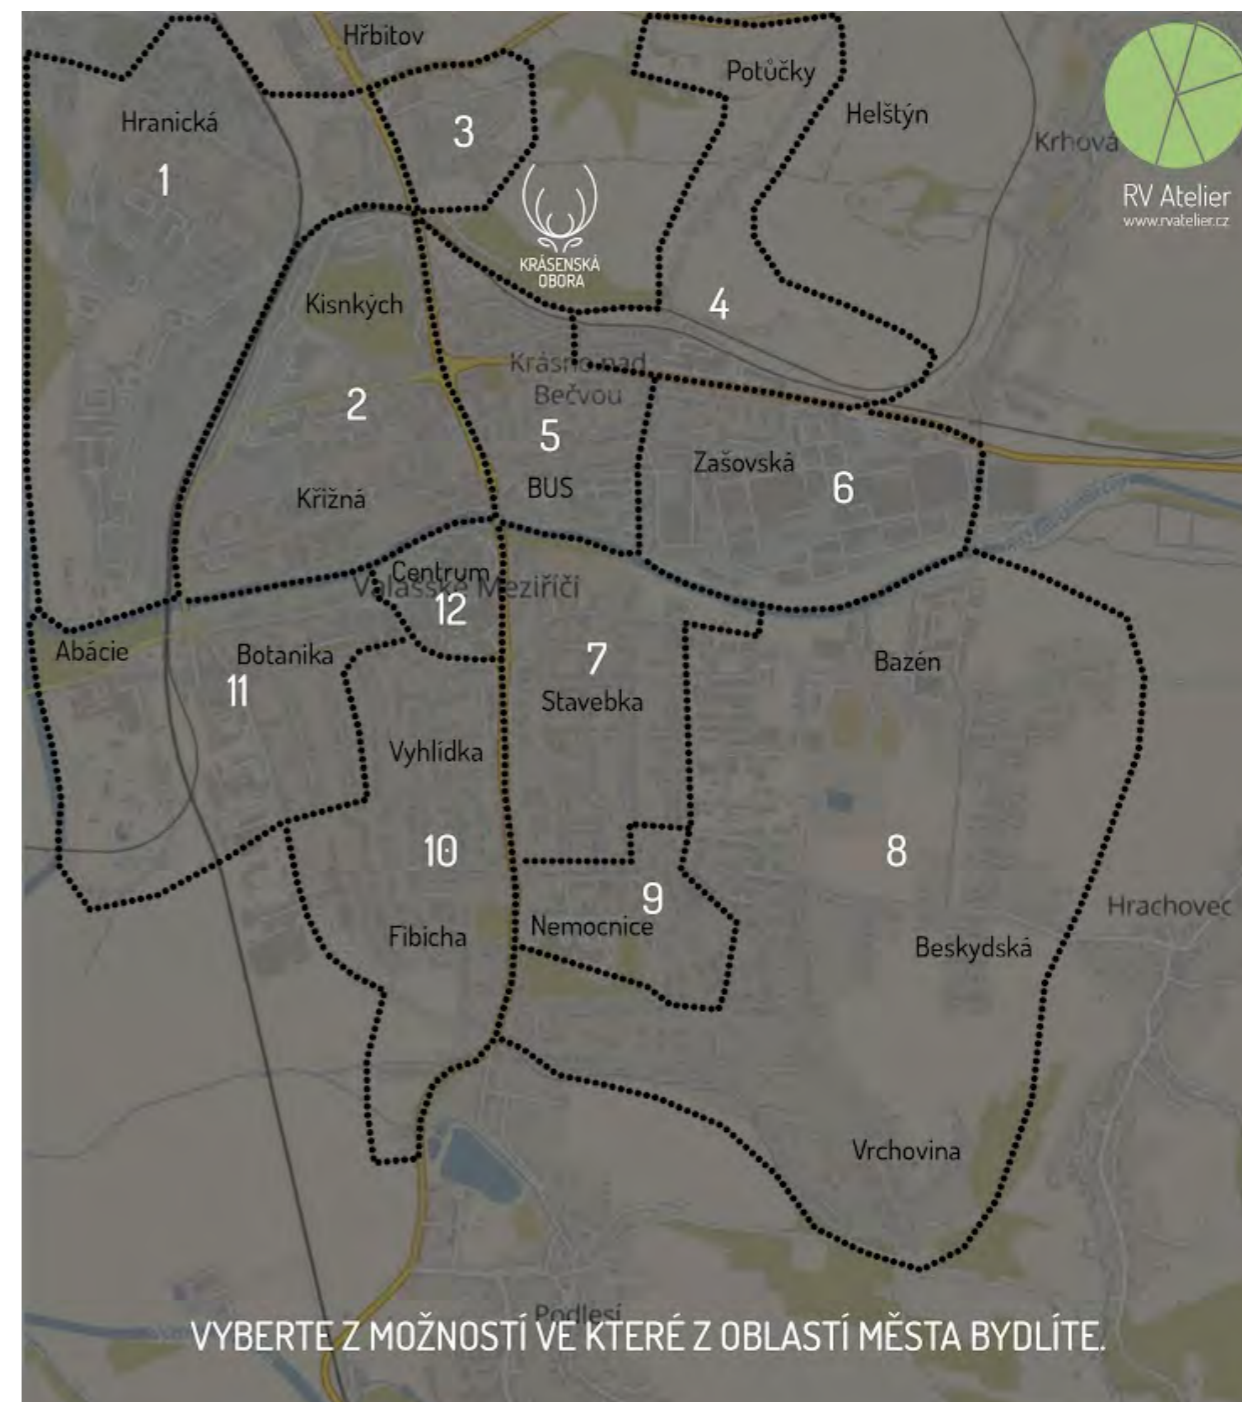 Hřbitov
Potůčky
Hranická
Helštýn
3
Krhová
1
RV Atelier
www.rvatelier.cz
KRÁSENSKÁ
OBORA
Kisnkých
4
Krásno nad
Bečvou
2
5
Zašovská
6
Křížná
BUS
Centrum
Valašské Meziříčí
12
Abácie
Botanika
7
Bazén
11
Stavebka
Vyhlídka
10
8
9
Hrachovec
Nemocnice
Fibicha
Beskydská
Vrchovina
Podlesí
VYBERTE Z MOŽNOSTÍ VE KTERÉ Z OBLASTÍ MĚSTA BYDLÍTE.